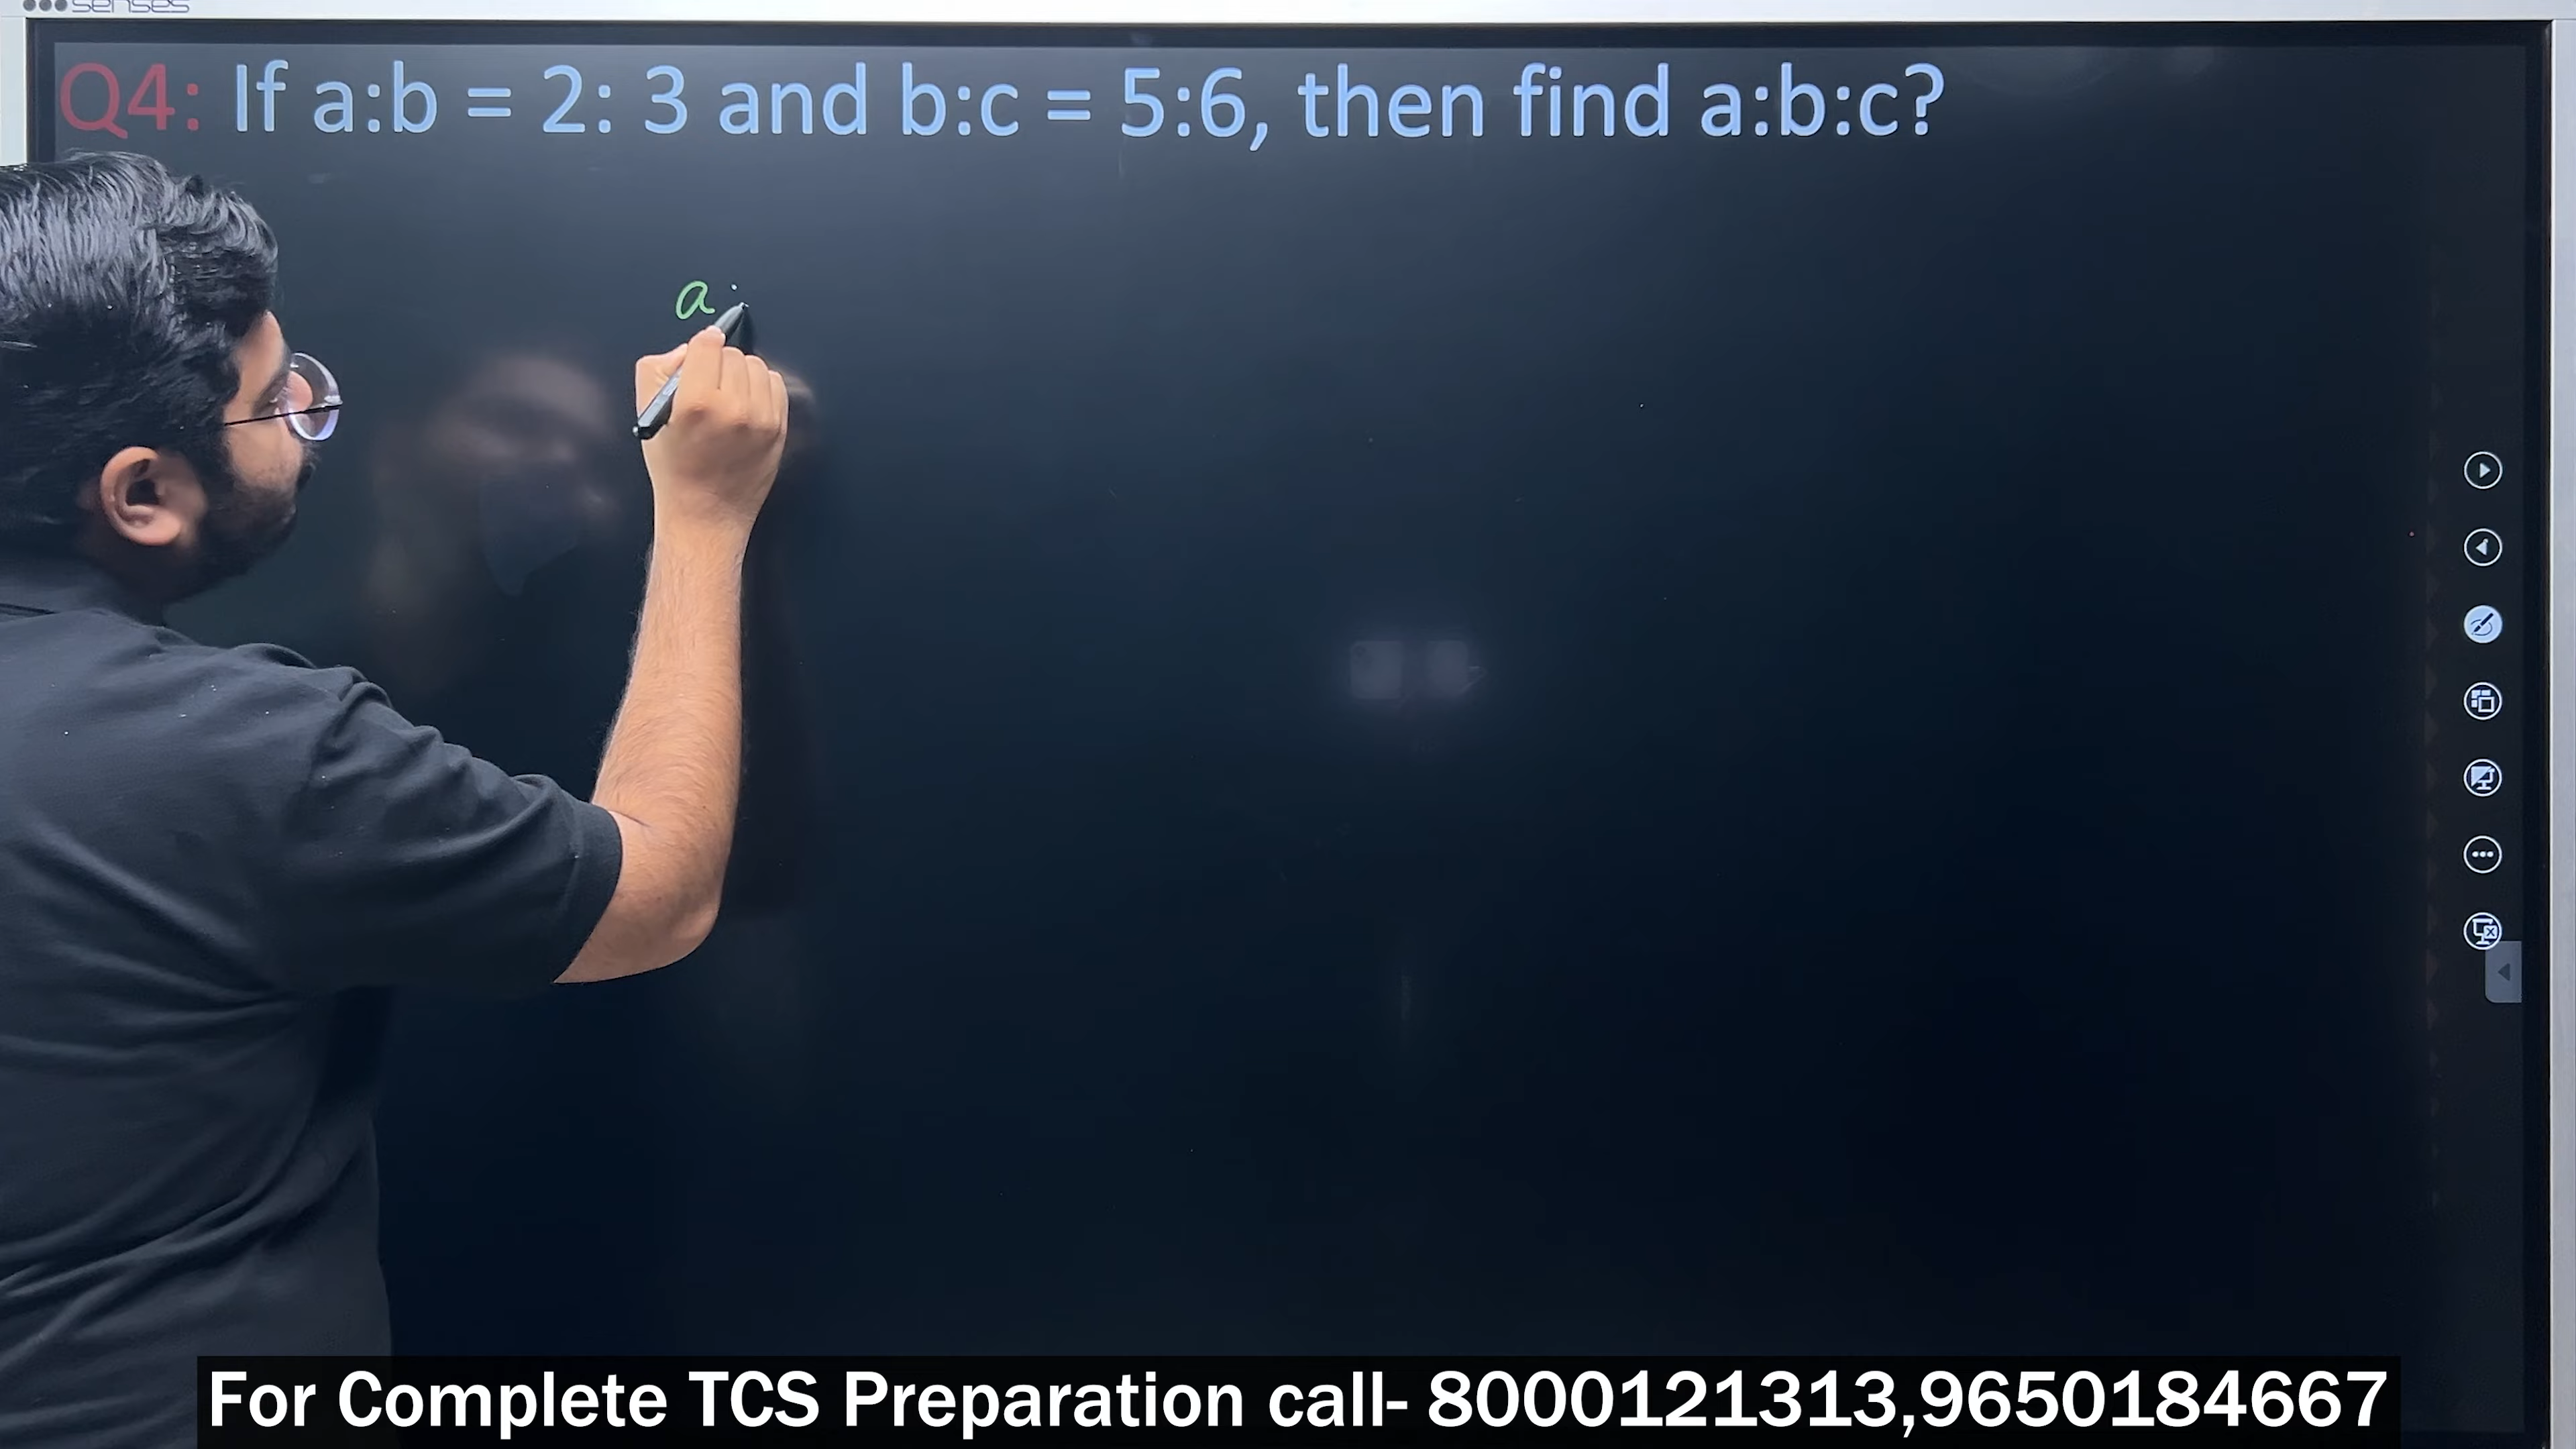 senses
Q4: If a:b = 2: 3 and b:c = 5:6, then find a:b:c?
a :
For Complete TCS Preparation call- 8000121313,9650184667